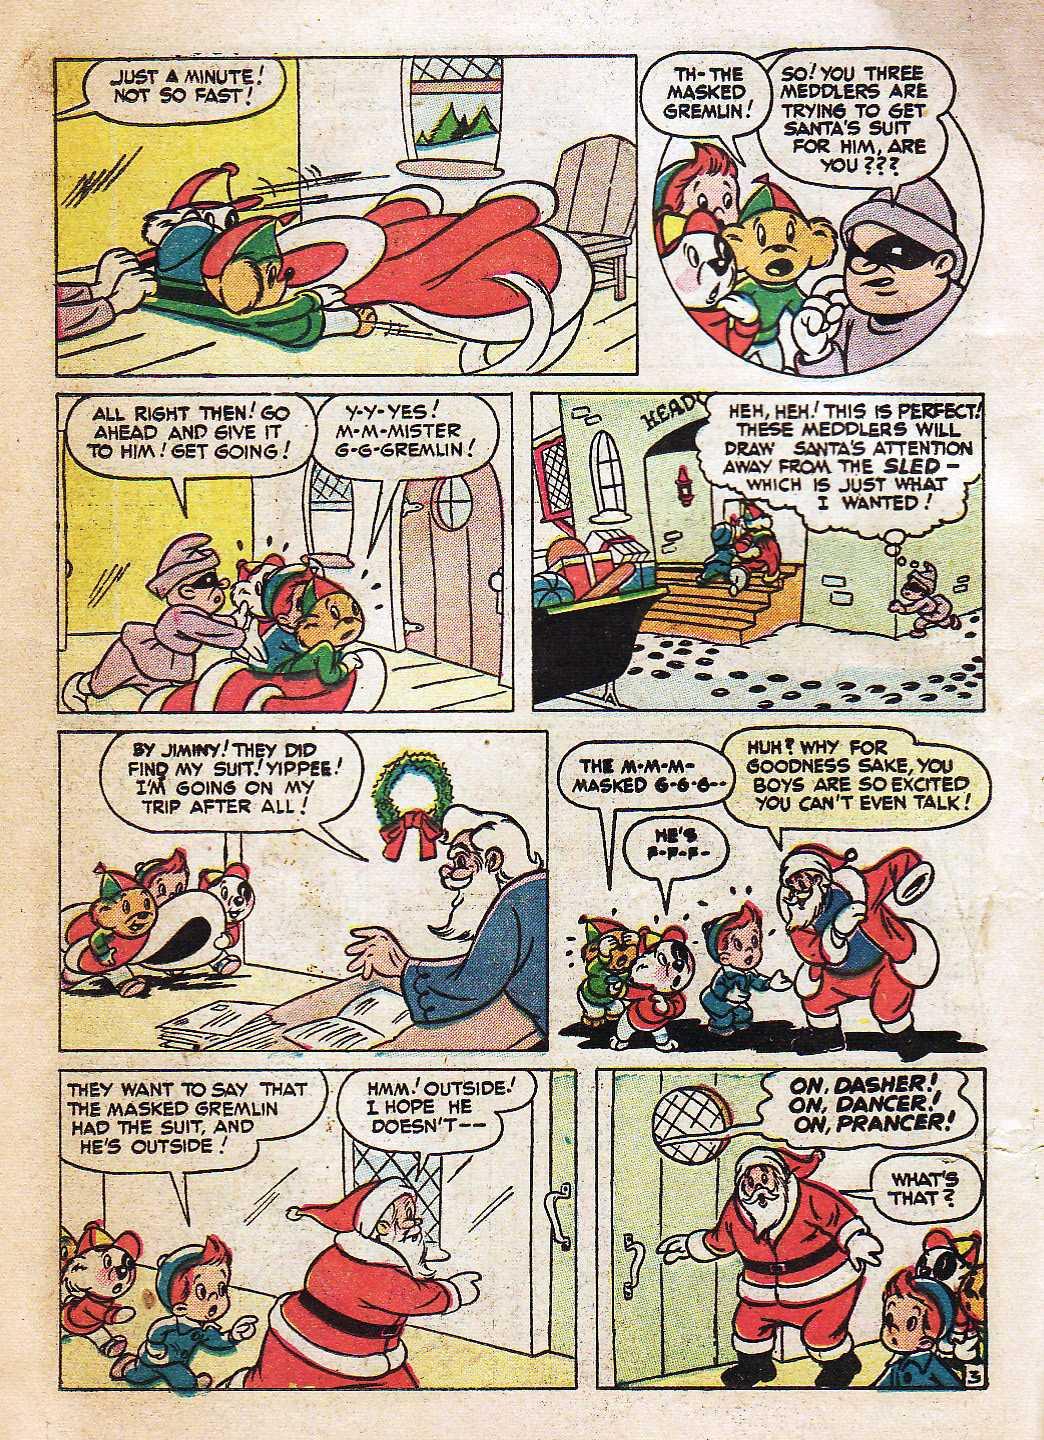 JUST A MINUTE!
NOT SO FAST!
TH-THE
MASKED
GREMLIN!
SO! YOU THREE
MEDDLERS ARE
TRYING TO GET
SANTA'S SUIT
FOR HIM, ARE
YOU???
ALL RIGHT THEN! GO
AHEAD AND GIVE IT
TO HIM! GET GOING!
Y-Y-YES!
M-M-MISTER
G-G-GREMLIN!
HEAD
HEH, HEH! THIS IS PERFECT!
THESE MEDDLERS WILL
DRAW SANTA'S ATTENTION
AWAY FROM THE SLED -
WHICH IS JUST WHAT
I WANTED!
BY JIMINY! THEY DID
FIND MY SUIT! YIPPEE!
I'M GOING ON MY
TRIP AFTER ALL!
THE M-M-M-
MASKED G-G-G--
HE'S
F-F-F-
HUH? WHY FOR
GOODNESS SAKE, YOU
BOYS ARE SO EXCITED
YOU CAN'T EVEN TALK!
THEY WANT TO SAY THAT
THE MASKED GREMLIN
HAD THE SUIT, AND
HE'S OUTSIDE!
HMM! OUTSIDE!
I HOPE HE
DOESN'T--
ON, DASHER!
ON, DANCER!
ON, PRANCER!
WHAT'S
THAT?
3